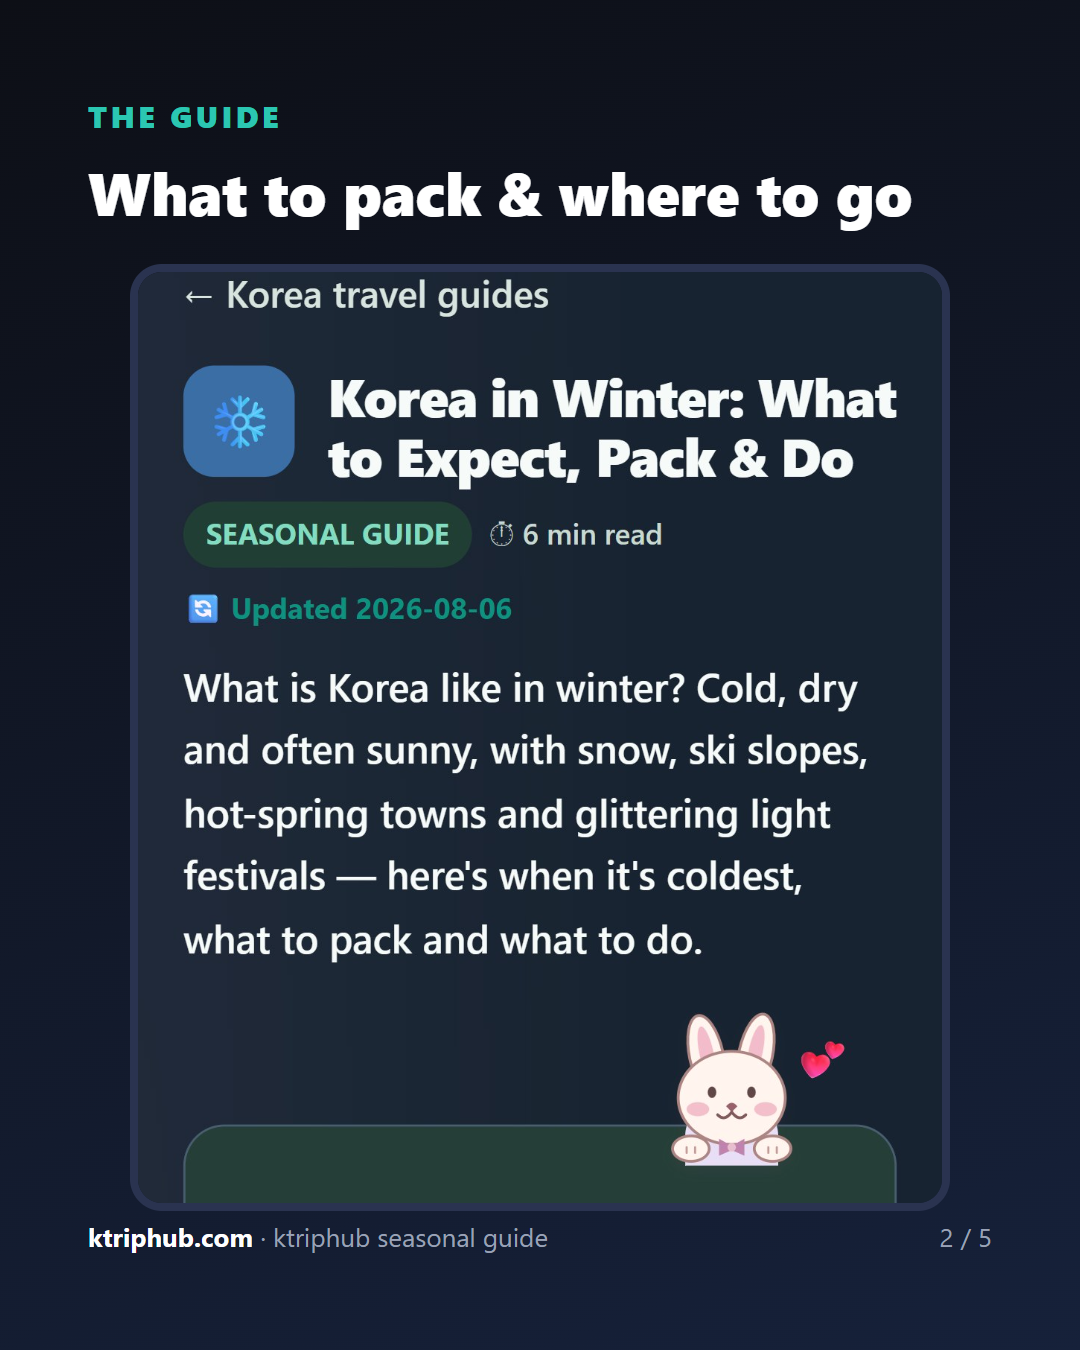 THE GUIDE
What to pack & where to go
← Korea travel guides
Korea in Winter: What
to Expect, Pack & Do
SEASONAL GUIDE ⏱ 6 min read
🔄 Updated 2026-08-06
What is Korea like in winter? Cold, dry
and often sunny, with snow, ski slopes,
hot-spring towns and glittering light
festivals — here's when it's coldest,
what to pack and what to do.
ktriphub.com · ktriphub seasonal guide
2 / 5